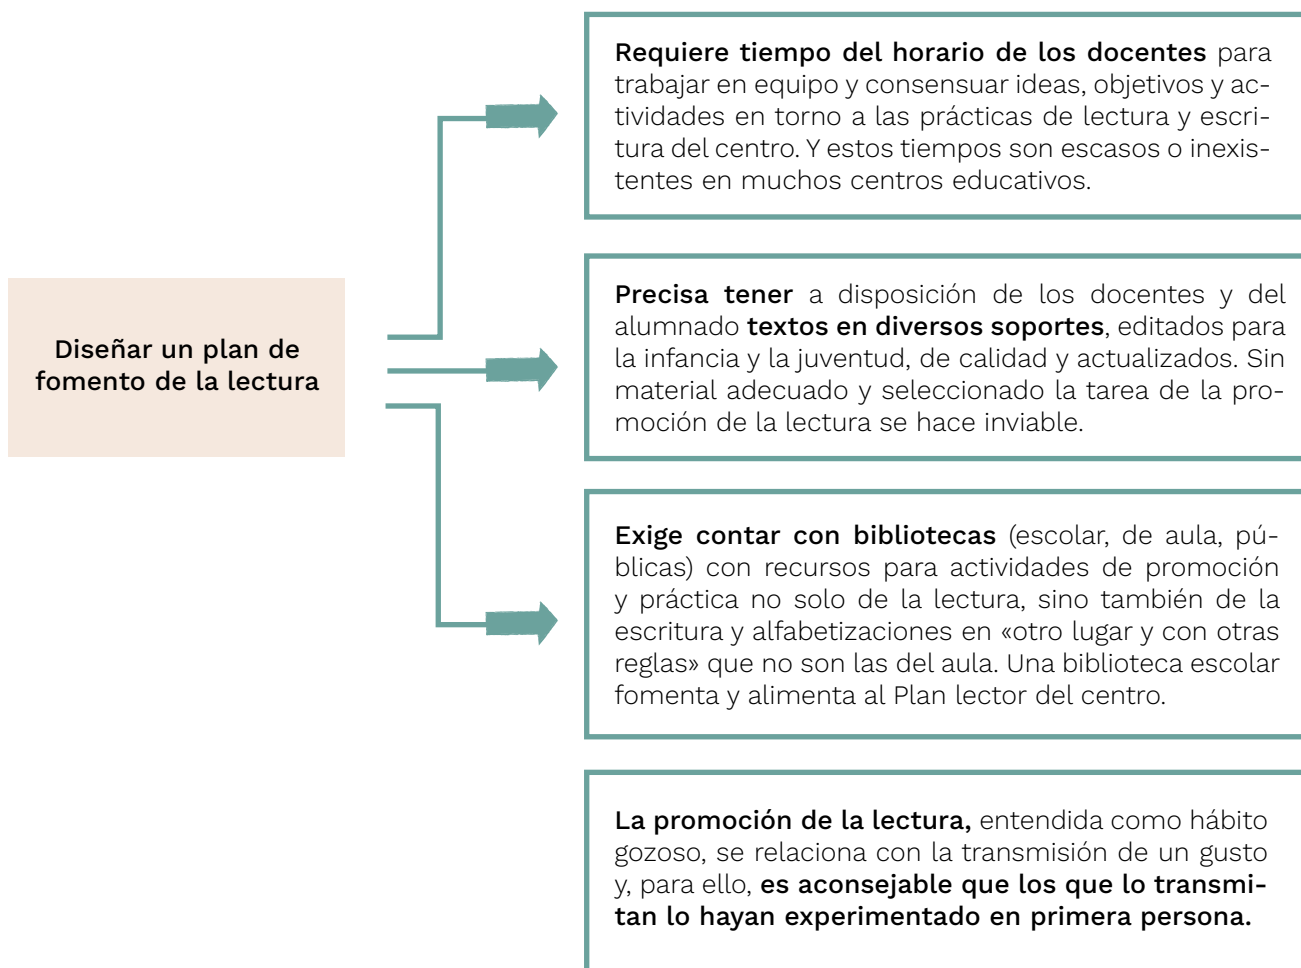 Diseñar un plan de
fomento de la lectura
Requiere tiempo del horario de los docentes para
trabajar en equipo y consensuar ideas, objetivos y ac-
tividades en torno a las prácticas de lectura y escri-
tura del centro. Y estos tiempos son escasos o inexis-
tentes en muchos centros educativos.
Precisa tener a disposición de los docentes y del
alumnado textos en diversos soportes, editados para
la infancia y la juventud, de calidad y actualizados. Sin
material adecuado y seleccionado la tarea de la pro-
moción de la lectura se hace inviable.
Exige contar con bibliotecas (escolar, de aula, pú-
blicas) con recursos para actividades de promoción
y práctica no solo de la lectura, sino también de la
escritura y alfabetizaciones en «otro lugar y con otras
reglas» que no son las del aula. Una biblioteca escolar
fomenta y alimenta al Plan lector del centro.
La promoción de la lectura, entendida como hábito
gozoso, se relaciona con la transmisión de un gusto
y, para ello, es aconsejable que los que lo transmi-
tan lo hayan experimentado en primera persona.